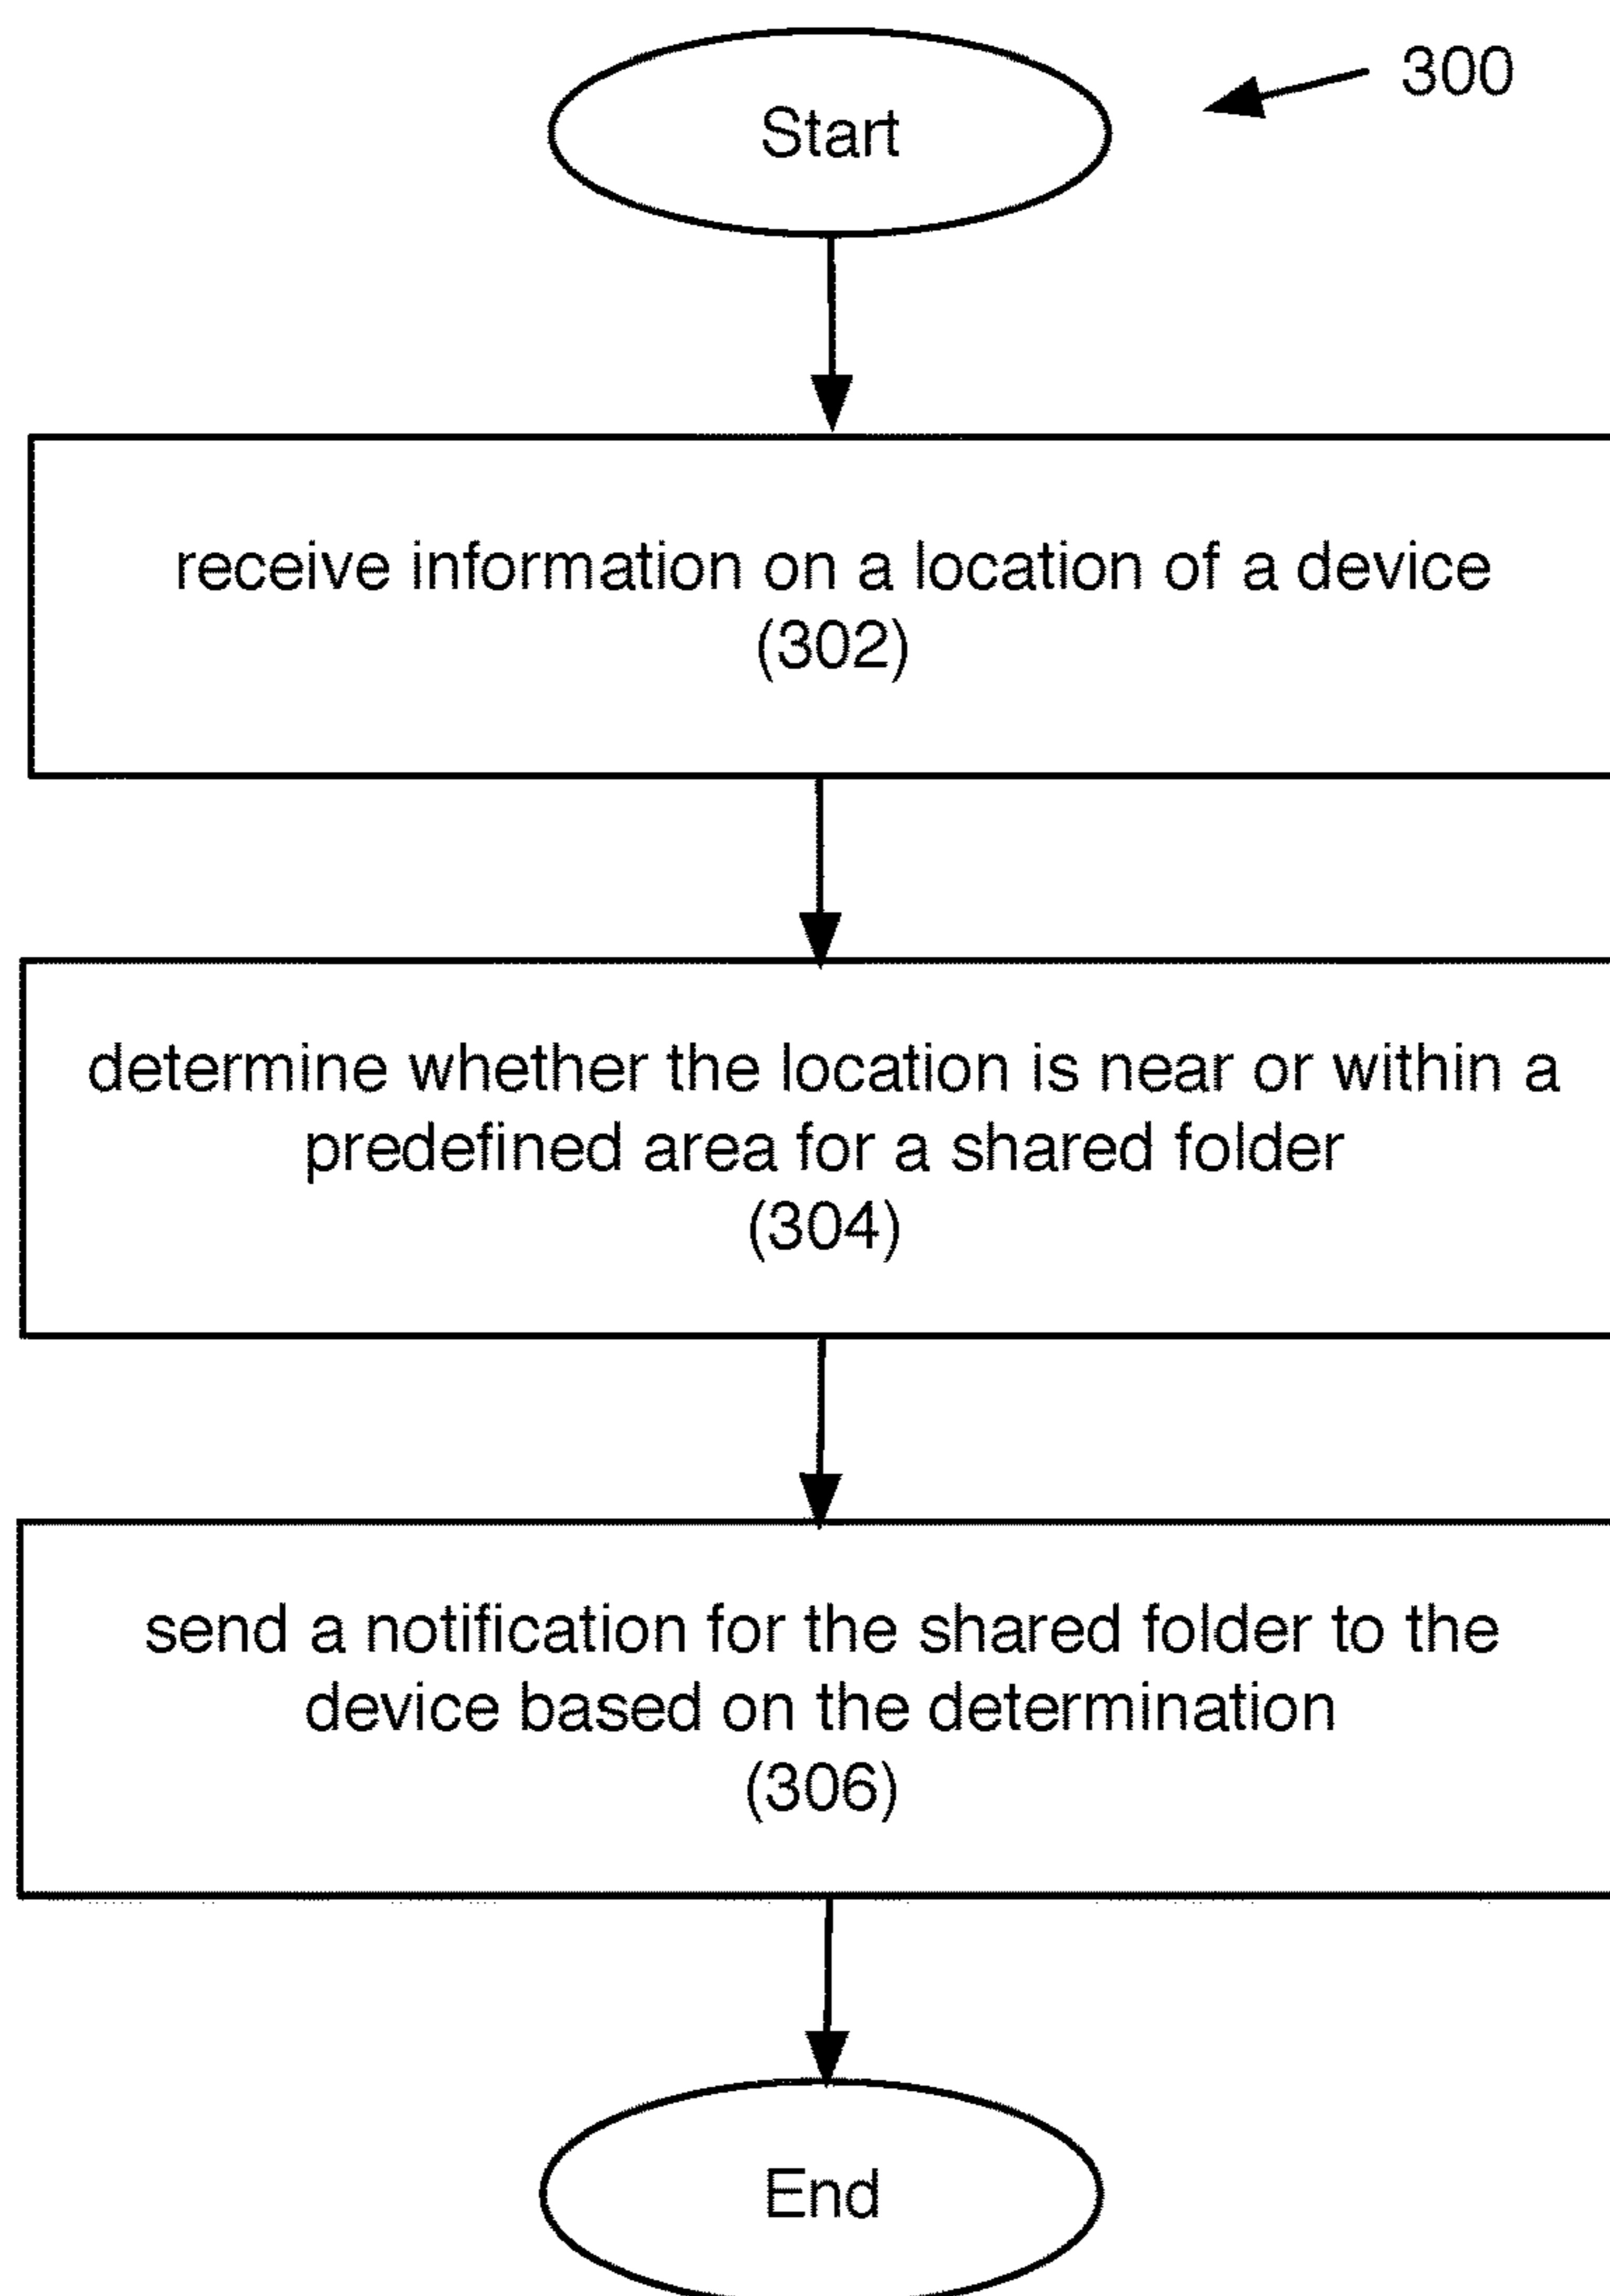 Start
300
receive information on a location of a device
(302)
determine whether the location is near or within a
predefined area for a shared folder
(304)
send a notification for the shared folder to the
device based on the determination
(306)
End